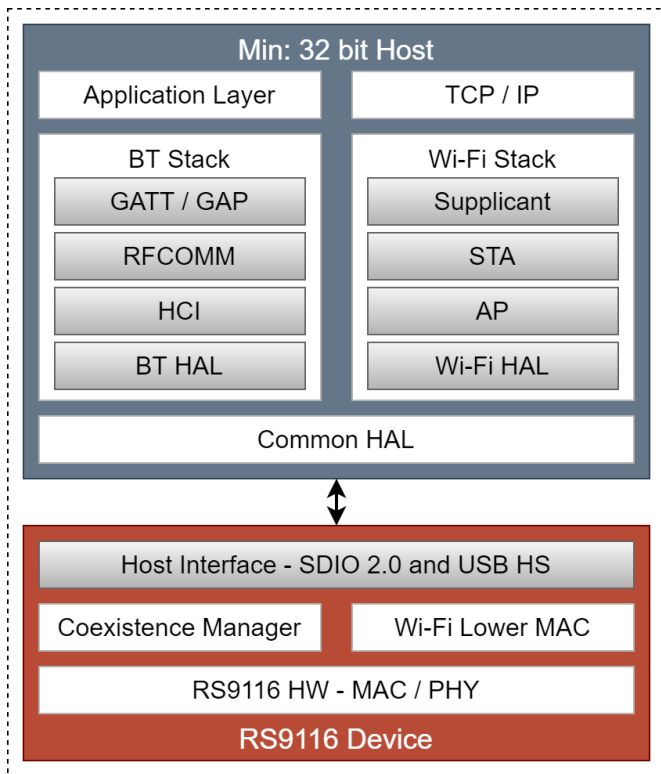 Min: 32 bit Host
Application Layer
TCP / IP
BT Stack
GATT / GAP
RFCOMM
HCI
BT HAL
Wi-Fi Stack
Supplicant
STA
AP
Wi-Fi HAL
Common HAL
Host Interface - SDIO 2.0 and USB HS
Coexistence Manager
Wi-Fi Lower MAC
RS9116 HW - MAC / PHY
RS9116 Device